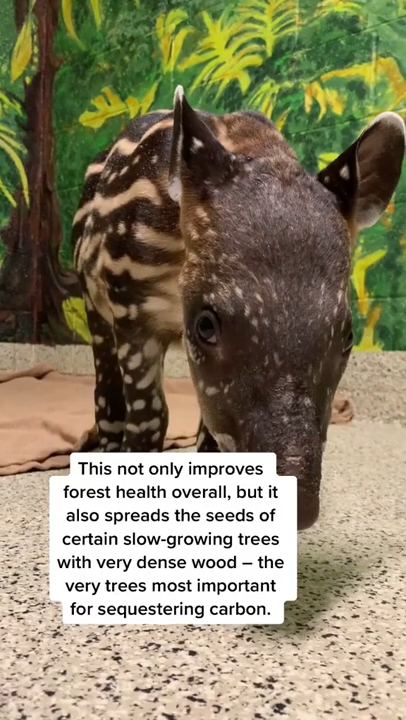 This not only improves
forest health overall, but it
also spreads the seeds of
certain slow-growing trees
with very dense wood – the
very trees most important
for sequestering carbon.